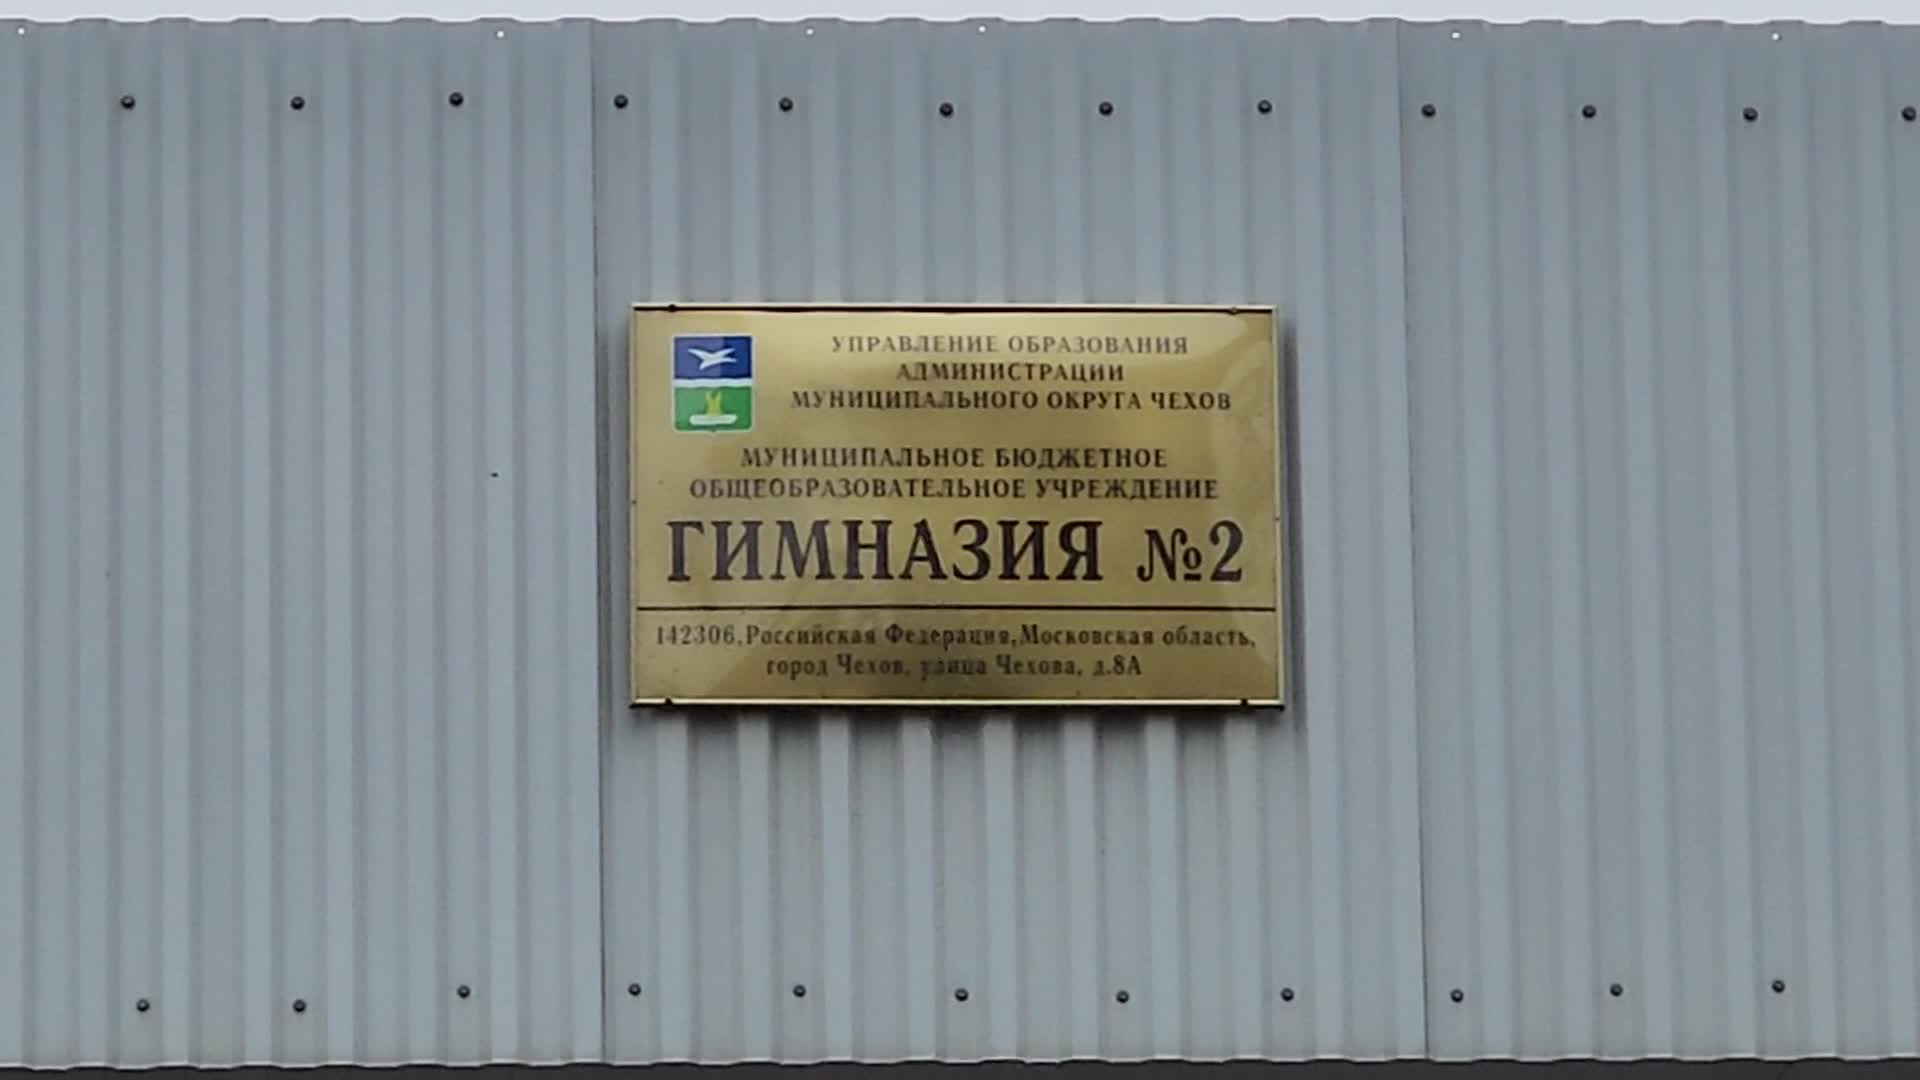 УПРАВЛЕНИЕ ОБРАЗОВАНИЯ
АДМИНИСТРАЦИИ
МУНИЦИПАЛЬНОГО ОКРУГА ЧЕХОВ
МУНИЦИПАЛЬНОЕ БЮДЖЕТНОЕ
ОБЩЕОБРАЗОВАТЕЛЬНОЕ УЧРЕЖДЕНИЕ
ГИМНАЗИЯ №2
142306, Российская Федерация, Московская область,
город Чехов, улица Чехова, д.8А